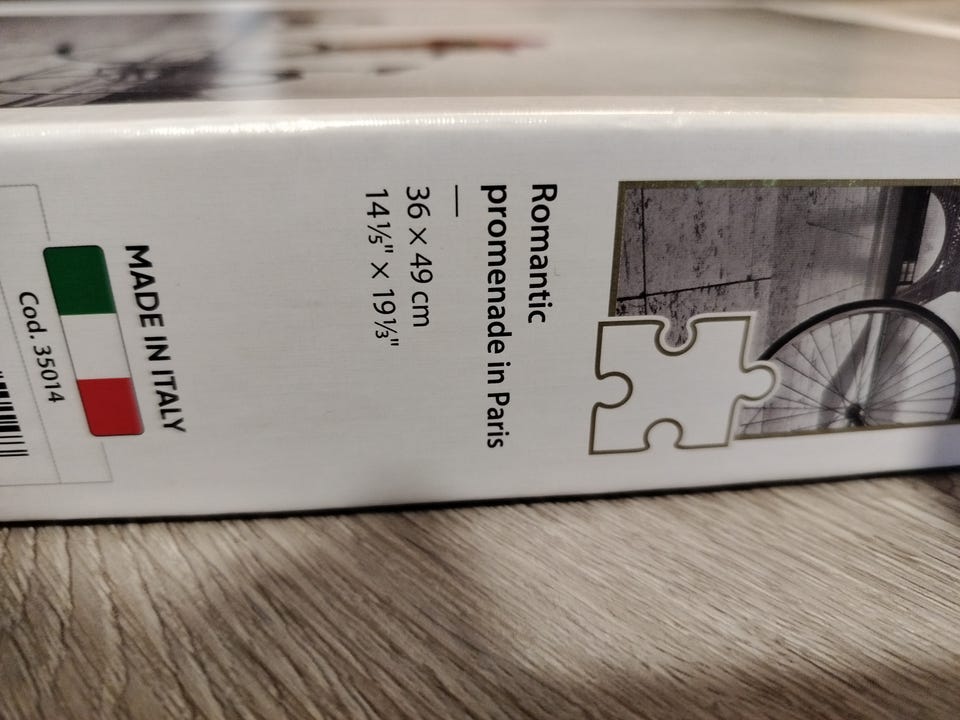 Romantic
promenade in Paris
36 x 49 cm
14⅕" x 19⅓"
MADE IN ITALY
Cod. 35014